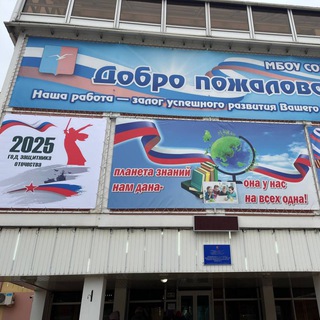 МБОУ СО
Добро пожалова
Наша работа — залог успешного развития Вашего
2025
ГОД ЗАЩИТНИКА
ОТЕЧЕСТВА
планета знаний
нам дана-
она у нас
на всех одна!